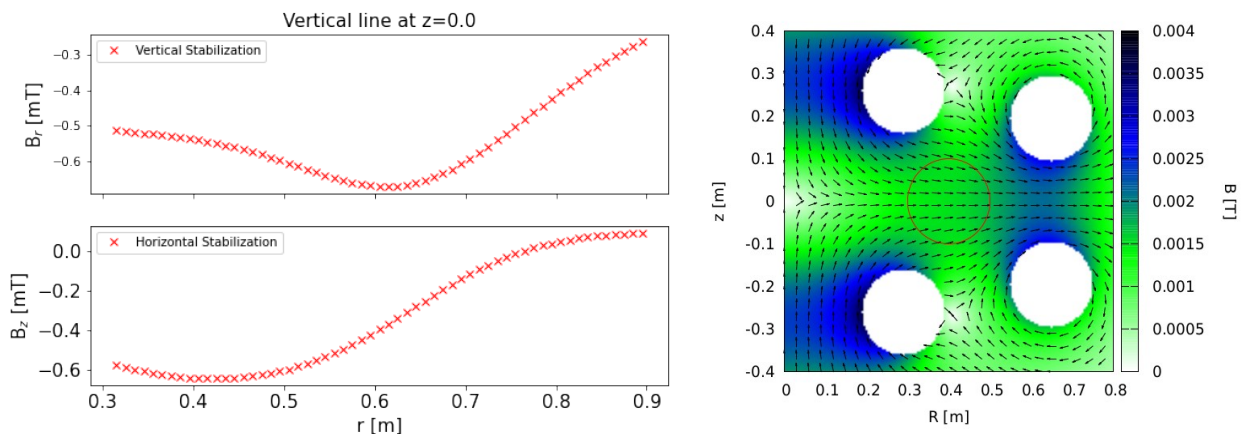 Vertical line at z=0.0
Vertical Stabilization
B_r [mT]
−0.3
−0.4
−0.5
−0.6
Horizontal Stabilization
B_z [mT]
0.0
−0.2
−0.4
−0.6
0.3 0.4 0.5 0.6 0.7 0.8 0.9
r [m]
z [m]
0.4
0.3
0.2
0.1
0
-0.1
-0.2
-0.3
-0.4
0 0.1 0.2 0.3 0.4 0.5 0.6 0.7 0.8
R [m]
0.004
0.0035
0.003
0.0025
0.002
0.0015
0.001
0.0005
0
B [T]